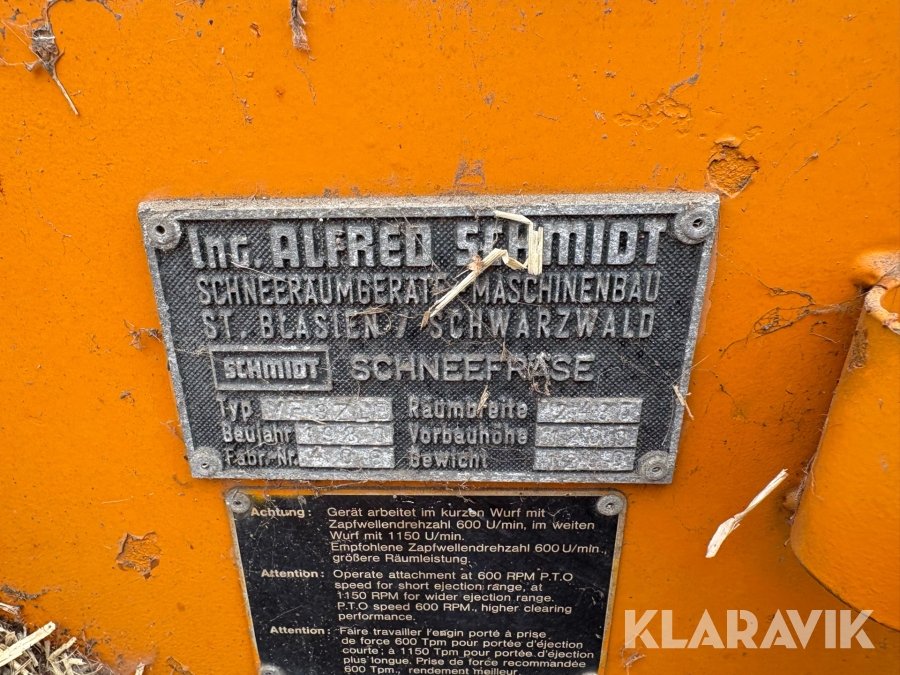 Ing. ALFRED SCHMIDT
SCHNEERÄUMGERÄTE MASCHINENBAU
ST. BLASIEN / SCHWARZWALD
SCHMIDT SCHNEEFRÄSE
Typ Räumbreite
Baujahr Vorbauhöhe
Fabr.-Nr. Gewicht
Achtung: Gerät arbeitet im kurzen Wurf mit
Zapfwellendrehzahl 600 U/min, im weiten
Wurf mit 1150 U/min.
Empfohlene Zapfwellendrehzahl 600 U/min.,
größere Räumleistung.
Attention: Operate attachment at 600 RPM P.T.O
speed for short ejection range, at
1150 RPM for wider ejection range.
P.T.O speed 600 RPM., higher clearing
performance.
Attention: Faire travailler l'engin porté à prise
de force 600 Tpm pour portée d'éjection
courte; à 1150 Tpm pour portée d'éjection
plus longue. Prise de force recommandée
600 Tpm., rendement meilleur.
KLARAVIK